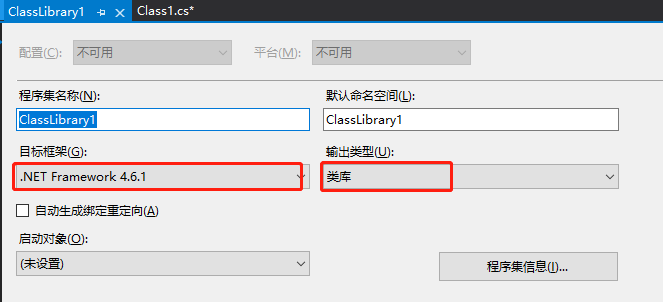 ClassLibrary1
Class1.cs*
配置(C):
不可用
平台(M):
不可用
程序集名称(N):
默认命名空间(L):
ClassLibrary1
ClassLibrary1
目标框架(G):
输出类型(U):
.NET Framework 4.6.1
类库
自动生成绑定重定向(A)
启动对象(O):
(未设置)
程序集信息(I)...